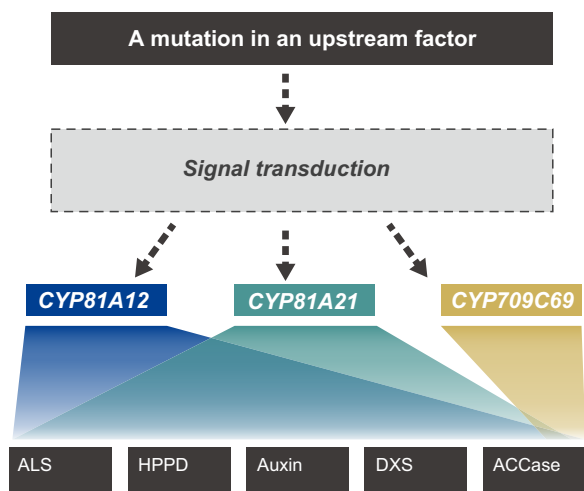 A mutation in an upstream factor
Signal transduction
CYP81A12 CYP81A21 CYP709C69
ALS HPPD Auxin DXS ACCase